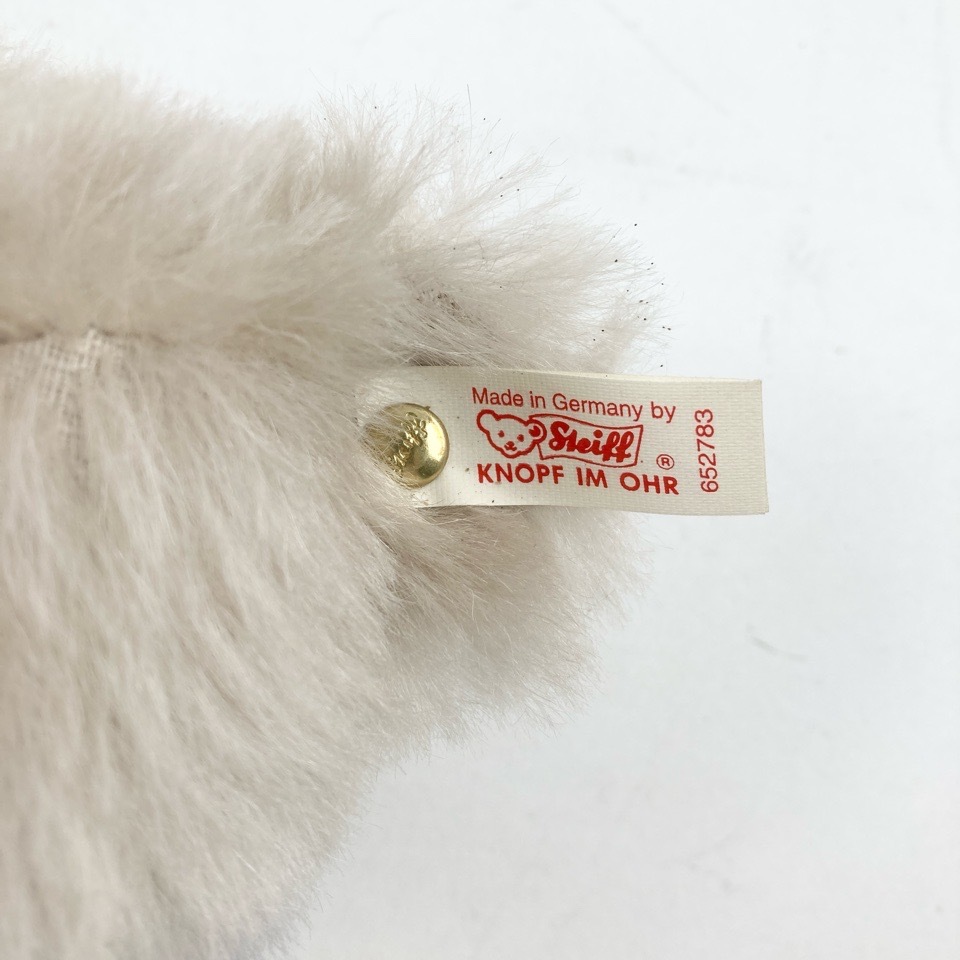 Made in Germany by
Steiff
®
KNOPF IM OHR
652783